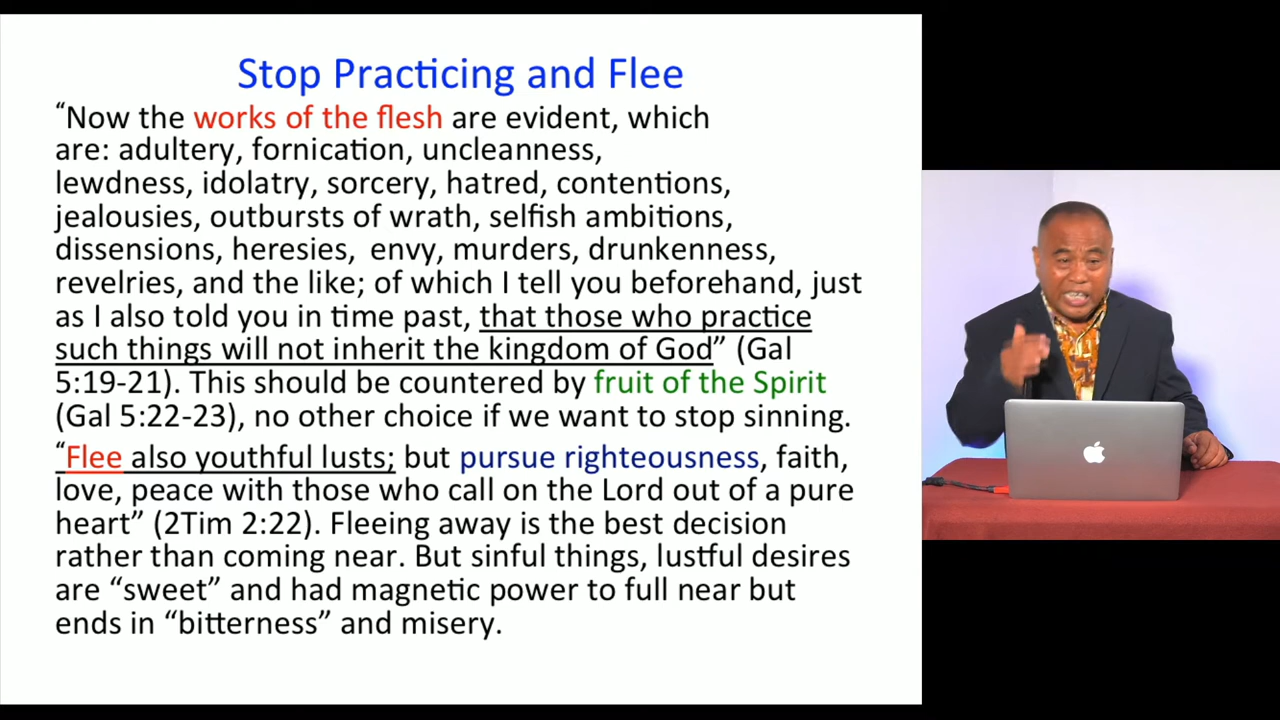 Stop Practicing and Flee
“Now the works of the flesh are evident, which
are: adultery, fornication, uncleanness,
lewdness, idolatry, sorcery, hatred, contentions,
jealousies, outbursts of wrath, selfish ambitions,
dissensions, heresies, envy, murders, drunkenness,
revelries, and the like; of which I tell you beforehand, just
as I also told you in time past, that those who practice
such things will not inherit the kingdom of God” (Gal
5:19-21). This should be countered by fruit of the Spirit
(Gal 5:22-23), no other choice if we want to stop sinning.
“Flee also youthful lusts; but pursue righteousness, faith,
love, peace with those who call on the Lord out of a pure
heart” (2Tim 2:22). Fleeing away is the best decision
rather than coming near. But sinful things, lustful desires
are “sweet” and had magnetic power to full near but
ends in “bitterness” and misery.